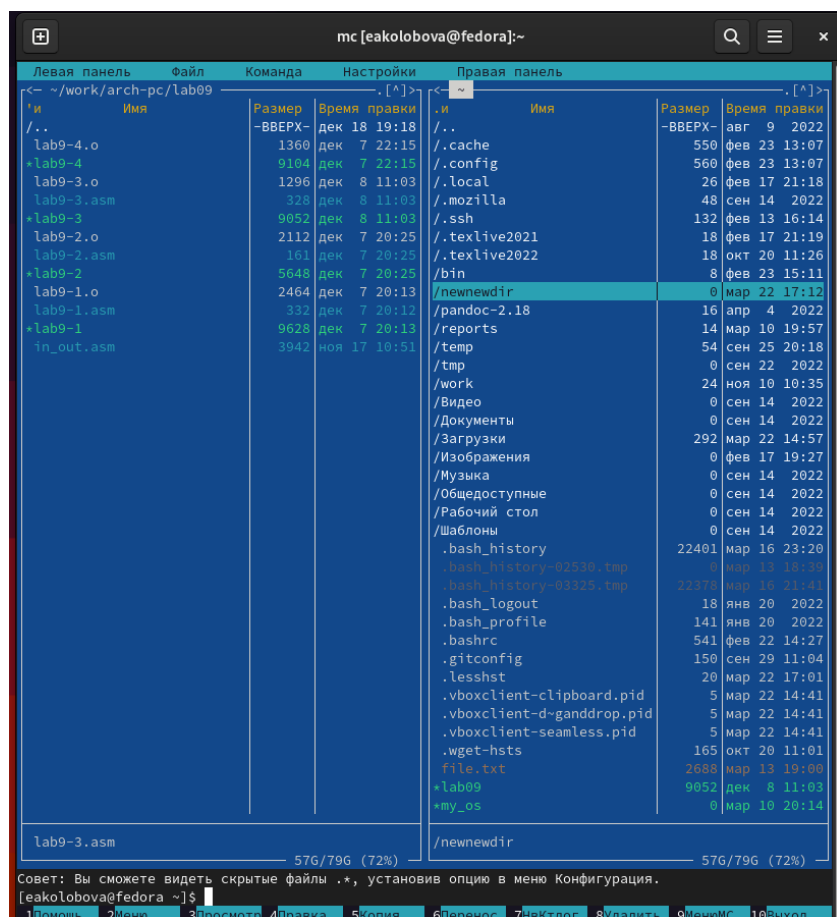 mc [eakolobova@fedora]:~
Левая панель Файл Команда Настройки Правая панель
<— ~/work/arch-pc/lab09 .[^]>
'и Имя Размер Время правки
/.. -ВВЕРХ- дек 18 19:18
lab9-4.o 1360 дек 7 22:15
*lab9-4 9104 дек 7 22:15
lab9-3.o 1296 дек 8 11:03
lab9-3.asm 328 дек 8 11:03
*lab9-3 9052 дек 8 11:03
lab9-2.o 2112 дек 7 20:25
lab9-2.asm 161 дек 7 20:25
*lab9-2 5648 дек 7 20:25
lab9-1.o 2464 дек 7 20:13
lab9-1.asm 332 дек 7 20:12
*lab9-1 9628 дек 7 20:13
in_out.asm 3942 ноя 17 10:51
lab9-3.asm
57G/79G (72%)
<— ~ .[^]>
.и Имя Размер Время правки
/.. -ВВЕРХ- авг 9 2022
/.cache 550 фев 23 13:07
/.config 560 фев 23 13:07
/.local 26 фев 17 21:18
/.mozilla 48 сен 14 2022
/.ssh 132 фев 13 16:14
/.texlive2021 18 фев 17 21:19
/.texlive2022 18 окт 20 11:26
/bin 8 фев 23 15:11
/newnewdir 0 мар 22 17:12
/pandoc-2.18 16 апр 4 2022
/reports 14 мар 10 19:57
/temp 54 сен 25 20:18
/tmp 0 сен 22 2022
/work 24 ноя 10 10:35
/Видео 0 сен 14 2022
/Документы 0 сен 14 2022
/Загрузки 292 мар 22 14:57
/Изображения 0 фев 17 19:27
/Музыка 0 сен 14 2022
/Общедоступные 0 сен 14 2022
/Рабочий стол 0 сен 14 2022
/Шаблоны 0 сен 14 2022
.bash_history 22401 мар 16 23:20
.bash_history-02530.tmp 0 мар 13 18:39
.bash_history-03325.tmp 22378 мар 16 21:41
.bash_logout 18 янв 20 2022
.bash_profile 141 янв 20 2022
.bashrc 541 фев 22 14:27
.gitconfig 150 сен 29 11:04
.lesshst 20 мар 22 17:01
.vboxclient-clipboard.pid 5 мар 22 14:41
.vboxclient-d~ganddrop.pid 5 мар 22 14:41
.vboxclient-seamless.pid 5 мар 22 14:41
.wget-hsts 165 окт 20 11:01
file.txt 2688 мар 13 19:00
*lab09 9052 дек 8 11:03
*my_os 0 мар 10 20:14
/newnewdir
57G/79G (72%)
Совет: Вы сможете видеть скрытые файлы .*, установив опцию в меню Конфигурация.
[eakolobova@fedora ~]$
1Помощь 2Меню 3Просмотр 4Правка 5Копия 6Перенос 7НвКтлог 8Удалить 9МенюМС 10Выход